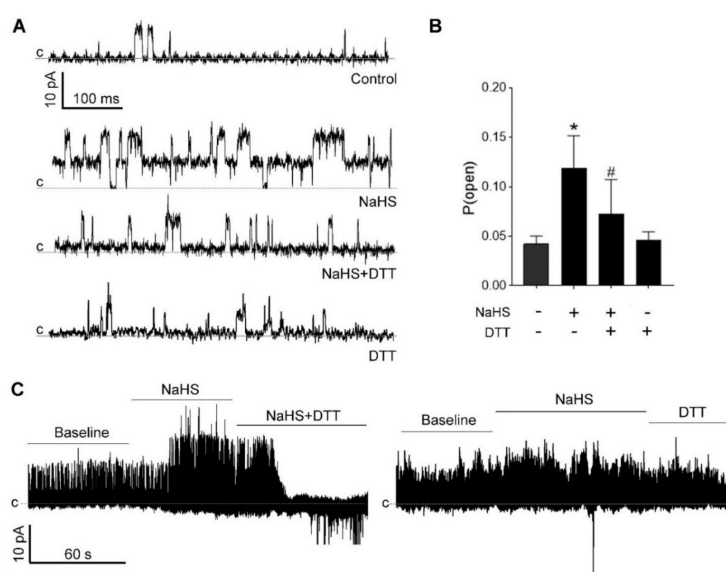 A
c
Control
10 pA
100 ms
c
NaHS
c
NaHS+DTT
c
DTT
B
0.20
0.15
0.10
0.05
0.00
P(open)
*
#
NaHS - + + -
DTT - - + +
C
Baseline
NaHS
NaHS+DTT
c
10 pA
60 s
Baseline
NaHS
DTT
c